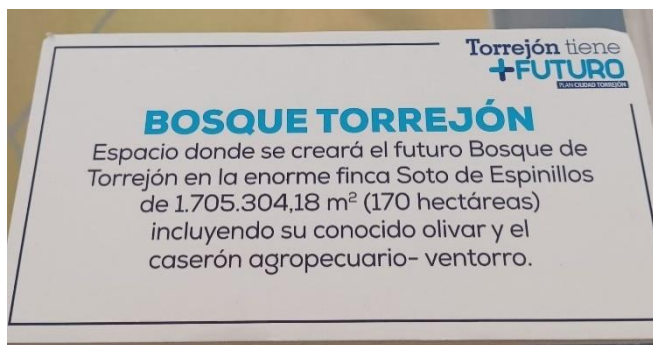 Torrejón tiene
+FUTURO
PLAN CIUDAD TORREJÓN
BOSQUE TORREJÓN
Espacio donde se creará el futuro Bosque de
Torrejón en la enorme finca Soto de Espinillos
de 1.705.304,18 m² (170 hectáreas)
incluyendo su conocido olivar y el
caserón agropecuario- ventorro.